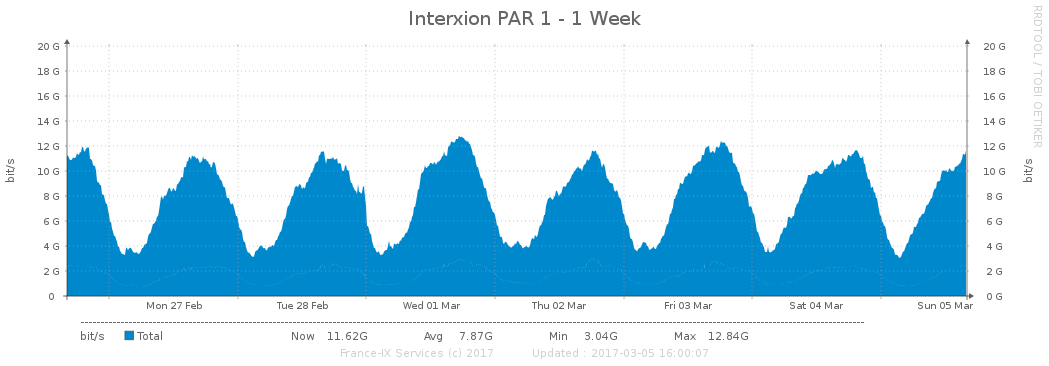 Interxion PAR 1 - 1 Week
RRDTOOL / TOBI OETIKER
bit/s
20 G 20 G
18 G 18 G
16 G 16 G
14 G 14 G
12 G 12 G
10 G 10 G
8 G 8 G
6 G 6 G
4 G 4 G
2 G 2 G
0 0 G
bit/s
Mon 27 Feb Tue 28 Feb Wed 01 Mar Thu 02 Mar Fri 03 Mar Sat 04 Mar Sun 05 Mar
bit/s Total Now 11.62G Avg 7.87G Min 3.04G Max 12.84G
France-IX Services (c) 2017 Updated : 2017-03-05 16:00:07